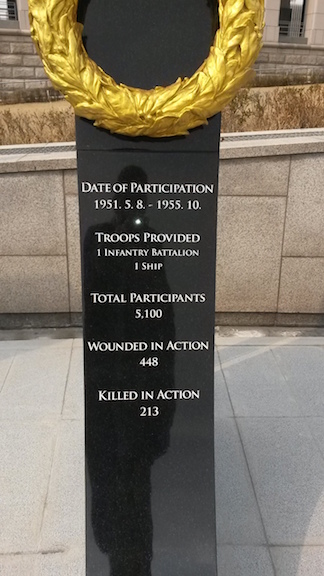 DATE OF PARTICIPATION
1951. 5. 8. - 1955. 10.
TROOPS PROVIDED
1 INFANTRY BATTALION
1 SHIP
TOTAL PARTICIPANTS
5,100
WOUNDED IN ACTION
448
KILLED IN ACTION
213